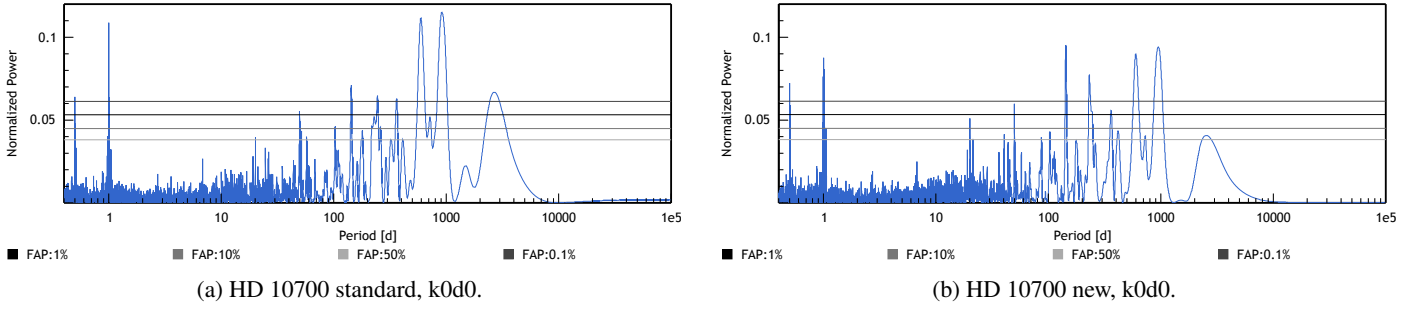 Normalized Power
0.1
0.05
1
10
100
1000
10000
1e5
Period [d]
FAP:1% FAP:10% FAP:50% FAP:0.1%
(a) HD 10700 standard, k0d0.
Normalized Power
0.1
0.05
1
10
100
1000
10000
1e5
Period [d]
FAP:1% FAP:10% FAP:50% FAP:0.1%
(b) HD 10700 new, k0d0.